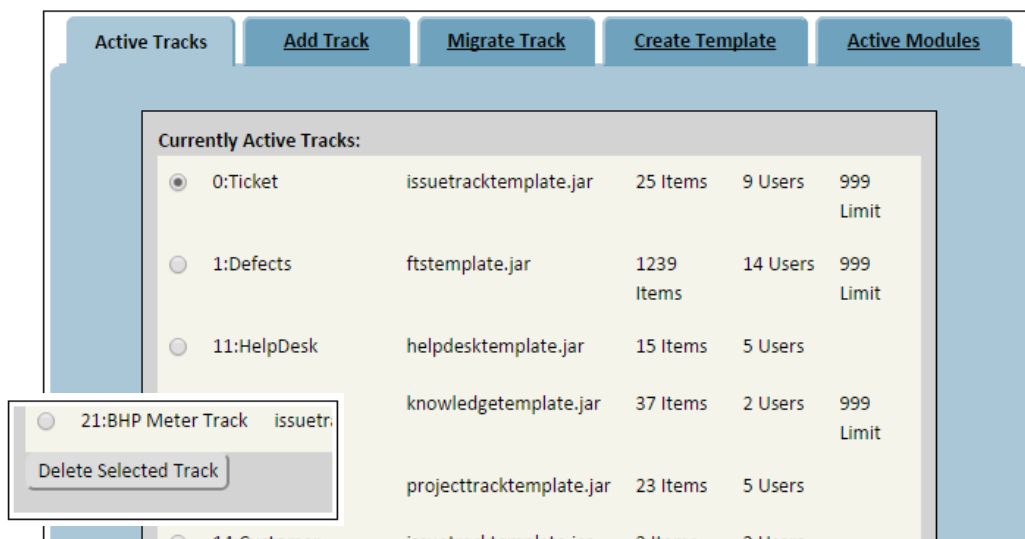 Active Tracks Add Track Migrate Track Create Template Active Modules
Currently Active Tracks:
0:Ticket issuetracktemplate.jar 25 Items 9 Users 999
Limit
1:Defects ftstemplate.jar 1239 14 Users 999
Items Limit
11:HelpDesk helpdesktemplate.jar 15 Items 5 Users
knowledgetemplate.jar 37 Items 2 Users 999
Limit
21:BHP Meter Track issuetr
Delete Selected Track
projecttracktemplate.jar 23 Items 5 Users